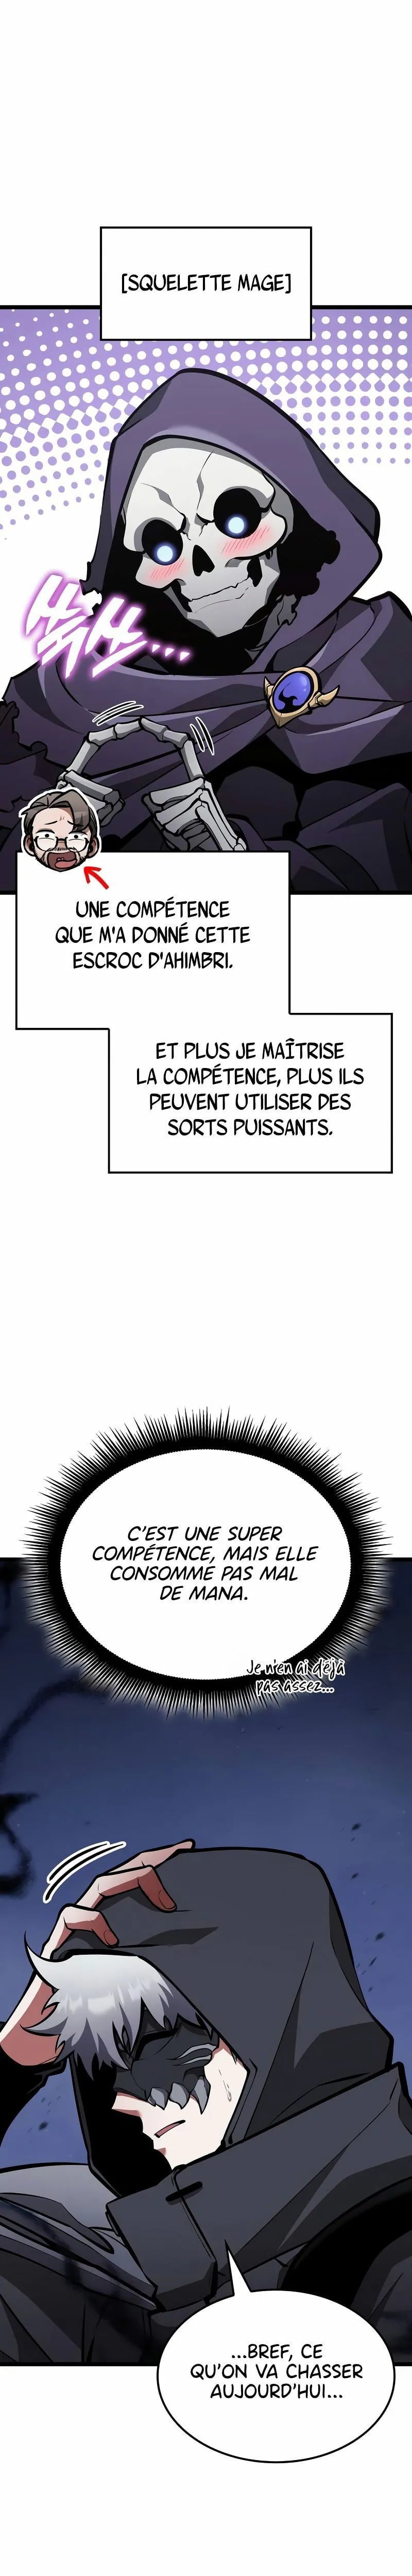 [SQUELETTE MAGE]
쓱싹...
UNE COMPÉTENCE
QUE M'A DONNÉ CETTE
ESCROC D'AHIMBRI.
ET PLUS JE MAÎTRISE
LA COMPÉTENCE, PLUS ILS
PEUVENT UTILISER DES
SORTS PUISSANTS.
C'EST UNE SUPER
COMPÉTENCE, MAIS ELLE
CONSOMME PAS MAL
DE MANA.
Je n'en ai déjà
pas assez...
...BREF, CE
QU'ON VA CHASSER
AUJOURD'HUI...